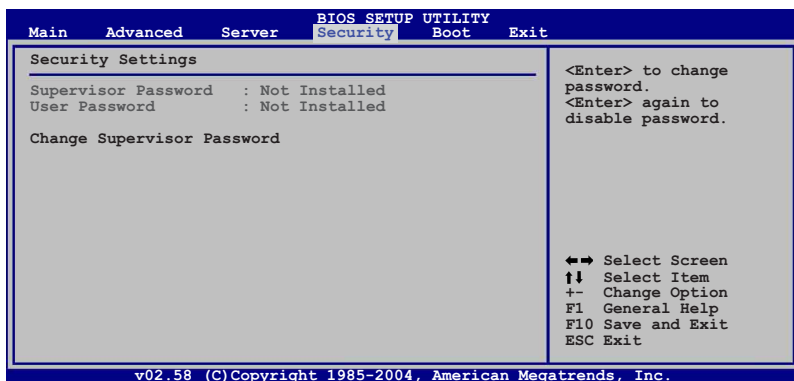 BIOS SETUP UTILITY
Main Advanced Server Security Boot Exit
Security Settings
Supervisor Password : Not Installed
User Password : Not Installed
Change Supervisor Password
<Enter> to change
password.
<Enter> again to
disable password.
←→ Select Screen
↑↓ Select Item
+- Change Option
F1 General Help
F10 Save and Exit
ESC Exit
v02.58 (C)Copyright 1985-2004, American Megatrends, Inc.